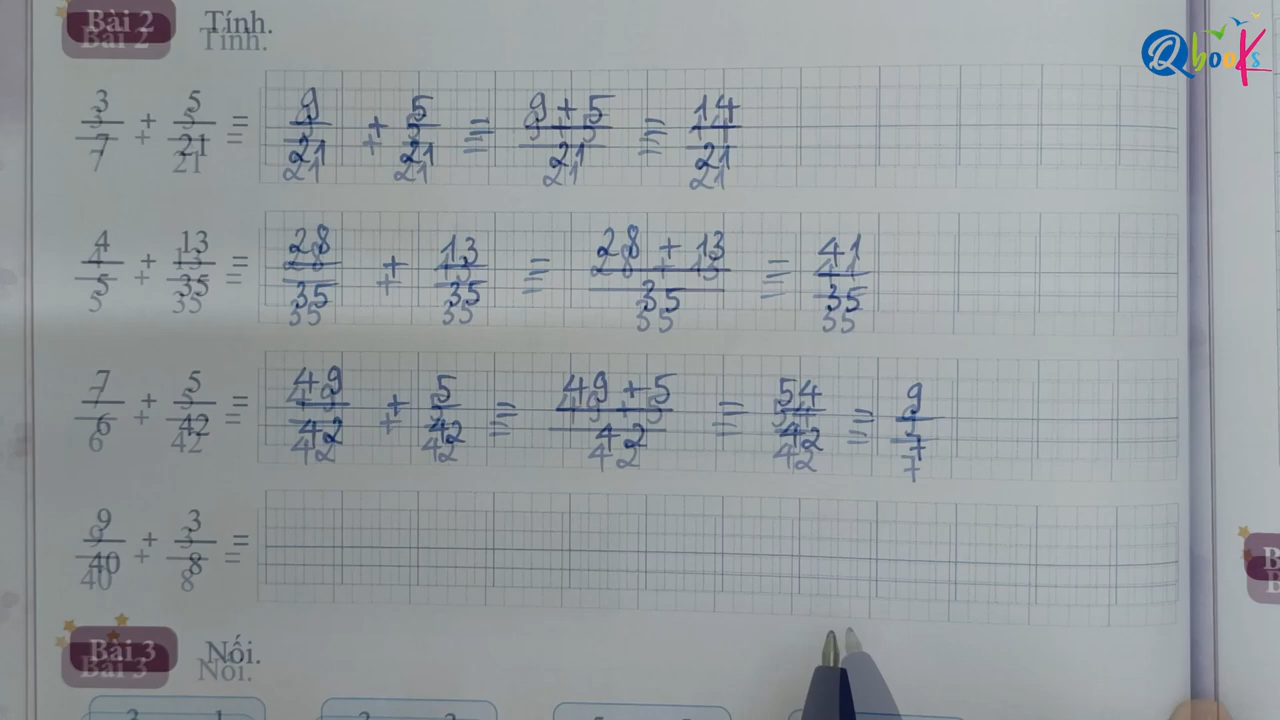 Qbooks
Bài 2 Tính.
3/7 + 5/21 = 9/21 + 5/21 = 9+5/21 = 14/21
4/5 + 13/35 = 28/35 + 13/35 = 28+13/35 = 41/35
7/6 + 5/42 = 49/42 + 5/42 = 49+5/42 = 54/42 = 9/7
9/40 + 3/8 =
Bài 3 Nối.